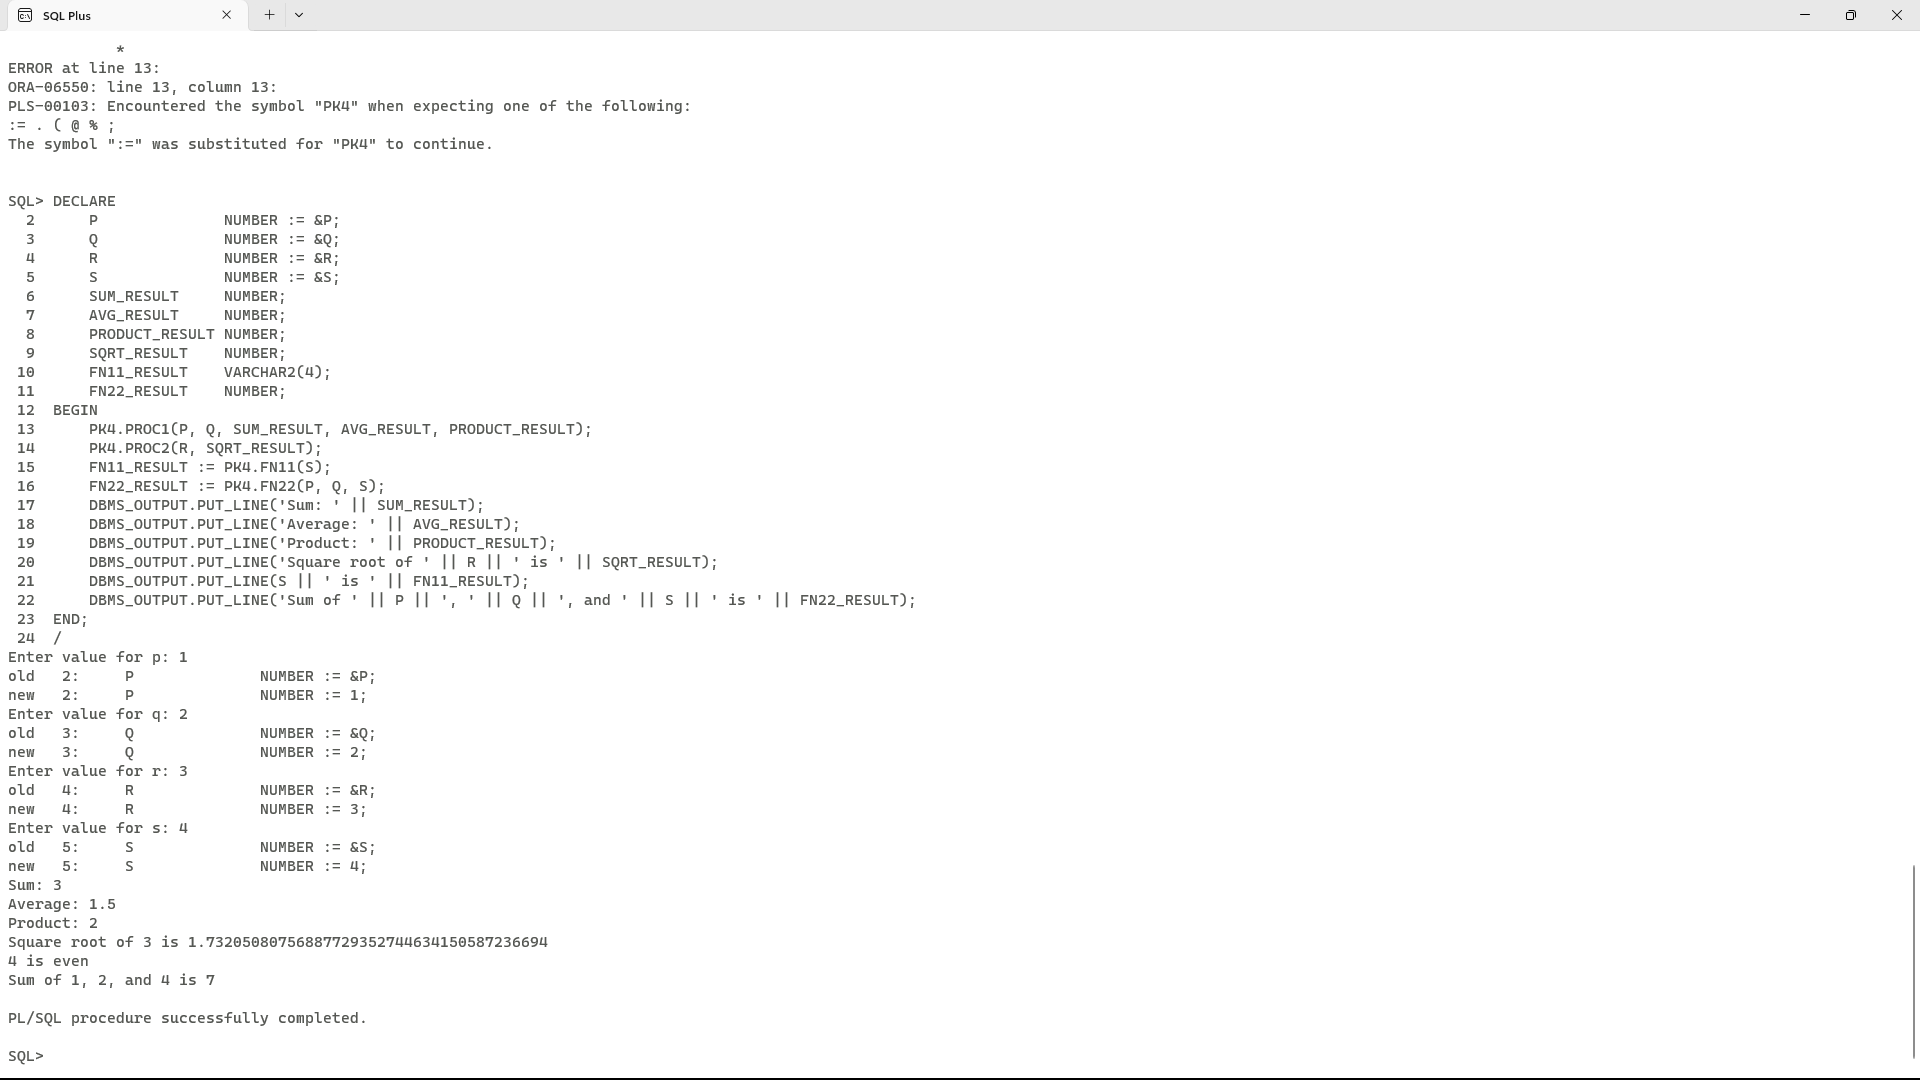 SQL Plus
*
ERROR at line 13:
ORA-06550: line 13, column 13:
PLS-00103: Encountered the symbol "PK4" when expecting one of the following:
:= . ( @ % ;
The symbol ":=" was substituted for "PK4" to continue.
SQL> DECLARE
  2      P              NUMBER := &P;
  3      Q              NUMBER := &Q;
  4      R              NUMBER := &R;
  5      S              NUMBER := &S;
  6      SUM_RESULT     NUMBER;
  7      AVG_RESULT     NUMBER;
  8      PRODUCT_RESULT NUMBER;
  9      SQRT_RESULT    NUMBER;
 10      FN11_RESULT    VARCHAR2(4);
 11      FN22_RESULT    NUMBER;
 12  BEGIN
 13      PK4.PROC1(P, Q, SUM_RESULT, AVG_RESULT, PRODUCT_RESULT);
 14      PK4.PROC2(R, SQRT_RESULT);
 15      FN11_RESULT := PK4.FN11(S);
 16      FN22_RESULT := PK4.FN22(P, Q, S);
 17      DBMS_OUTPUT.PUT_LINE('Sum: ' || SUM_RESULT);
 18      DBMS_OUTPUT.PUT_LINE('Average: ' || AVG_RESULT);
 19      DBMS_OUTPUT.PUT_LINE('Product: ' || PRODUCT_RESULT);
 20      DBMS_OUTPUT.PUT_LINE('Square root of ' || R || ' is ' || SQRT_RESULT);
 21      DBMS_OUTPUT.PUT_LINE(S || ' is ' || FN11_RESULT);
 22      DBMS_OUTPUT.PUT_LINE('Sum of ' || P || ', ' || Q || ', and ' || S || ' is ' || FN22_RESULT);
 23  END;
 24  /
Enter value for p: 1
old   2:     P              NUMBER := &P;
new   2:     P              NUMBER := 1;
Enter value for q: 2
old   3:     Q              NUMBER := &Q;
new   3:     Q              NUMBER := 2;
Enter value for r: 3
old   4:     R              NUMBER := &R;
new   4:     R              NUMBER := 3;
Enter value for s: 4
old   5:     S              NUMBER := &S;
new   5:     S              NUMBER := 4;
Sum: 3
Average: 1.5
Product: 2
Square root of 3 is 1.73205080756887729352744634150587236694
4 is even
Sum of 1, 2, and 4 is 7
PL/SQL procedure successfully completed.
SQL>